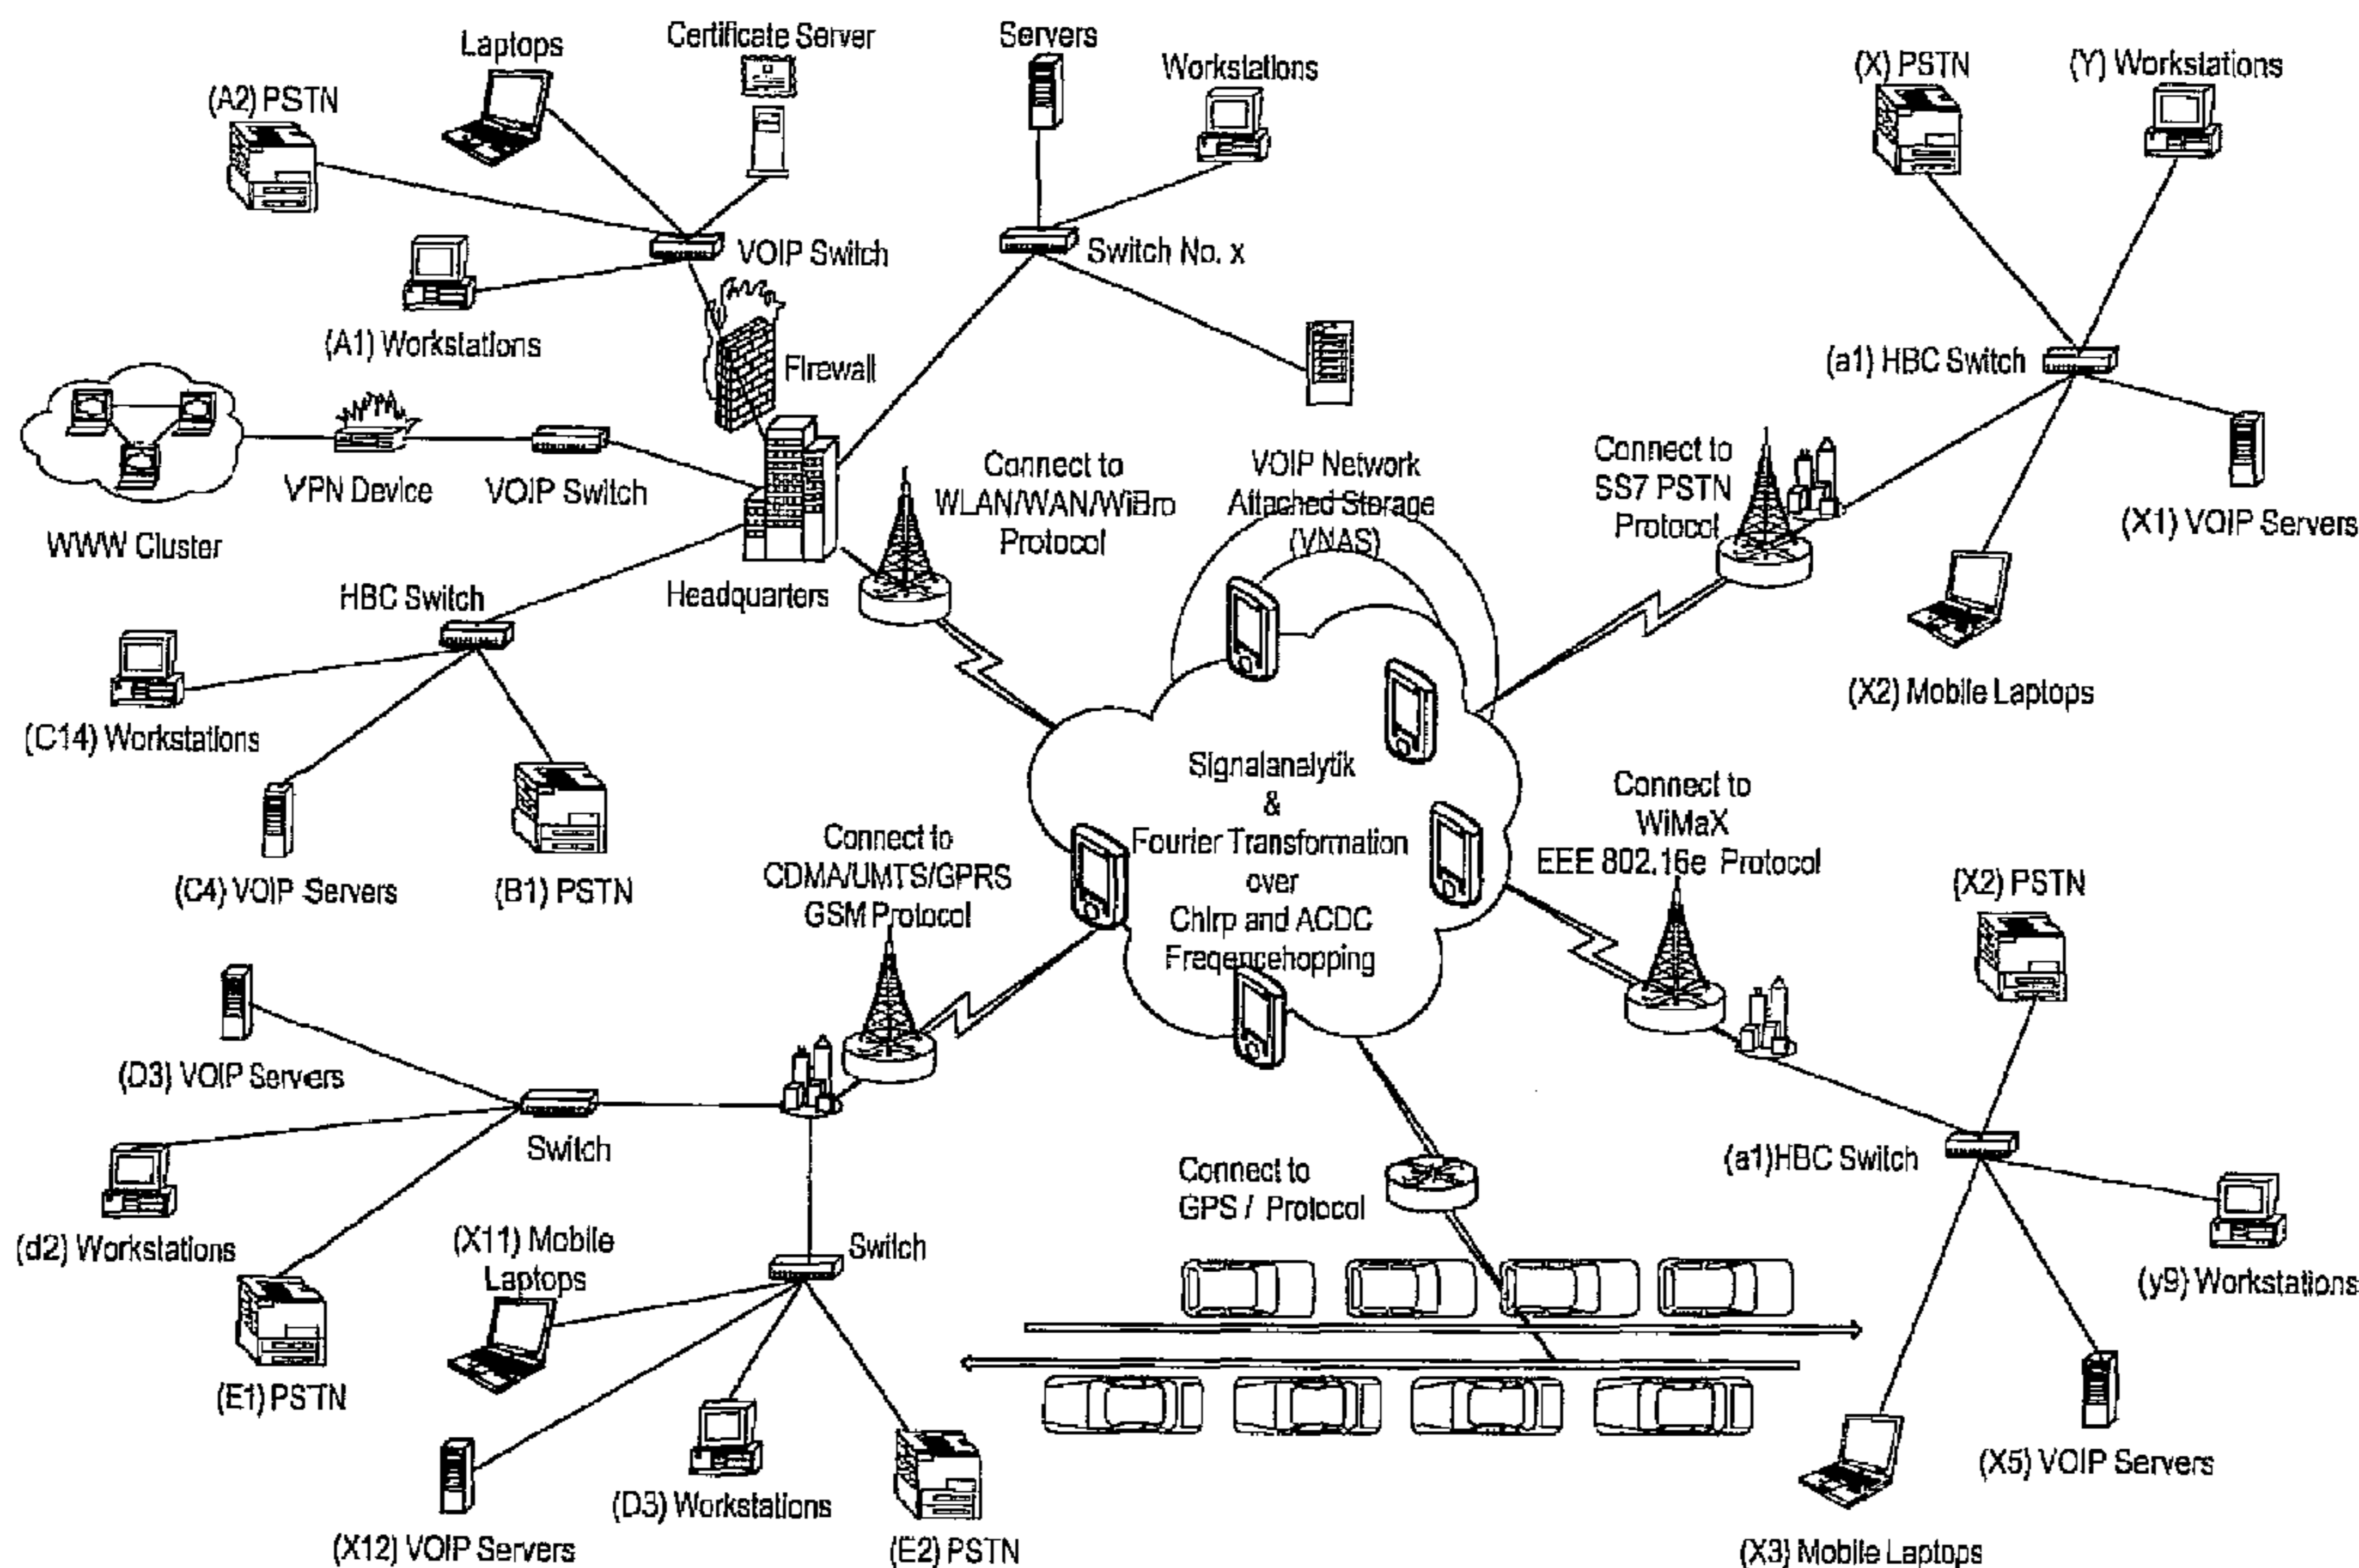 Laptops
Certificate Server
Servers
Workstations
(X) PSTN
(Y) Workstations
(A2) PSTN
VOIP Switch
Switch No. x
(A1) Workstations
Firewall
(a1) HBC Switch
VPN Device
VOIP Switch
WWW Cluster
Connect to
WLAN/WAN/WiBro
Protocol
VOIP Network
Attached Storage
(VNAS)
Connect to
SS7 PSTN
Protocol
(X1) VOIP Servers
HBC Switch
Headquarters
(X2) Mobile Laptops
(C14) Workstations
(C4) VOIP Servers
(B1) PSTN
Connect to
CDMA/UMTS/GPRS
GSM Protocol
Signalanalytik
&
Fourier Transformation
over
Chirp and ACDC
Freqencehopping
Connect to
WiMaX
EEE 802.16e Protocol
(X2) PSTN
(D3) VOIP Servers
Switch
(d2) Workstations
(E1) PSTN
(X11) Mobile
Laptops
Switch
Connect to
GPS / Protocol
(a1)HBC Switch
(y9) Workstations
(X12) VOIP Servers
(D3) Workstations
(E2) PSTN
(X5) VOIP Servers
(X3) Mobile Laptops